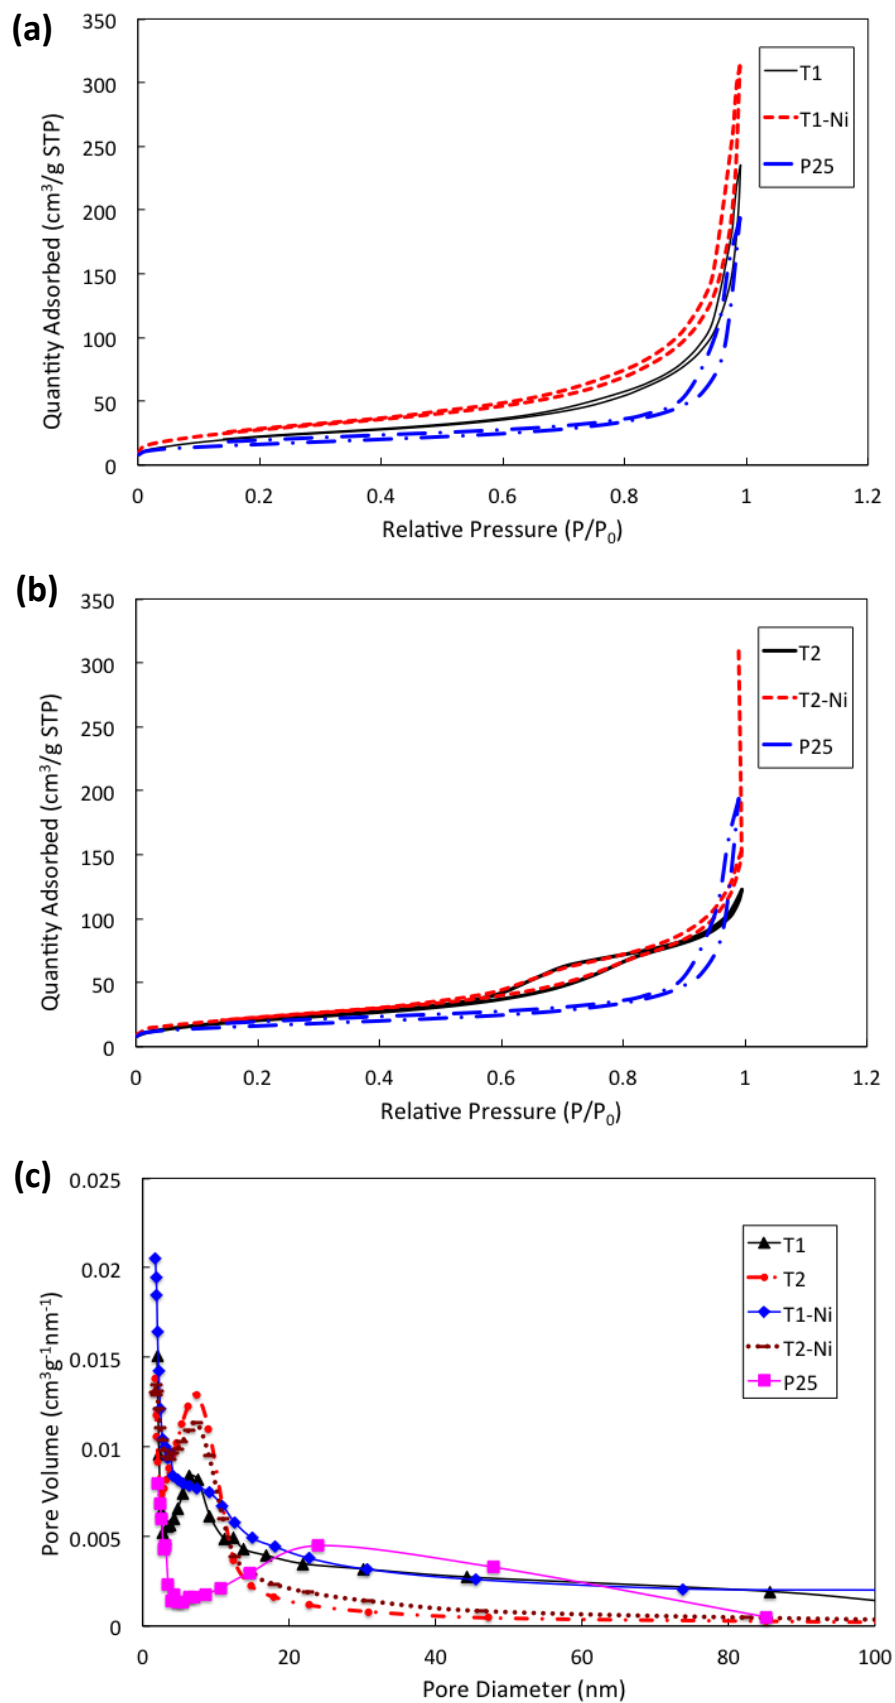 (a)
350
300
250
200
150
100
50
0
Quantity Adsorbed (cm³/g STP)
T1
T1-Ni
P25
0 0.2 0.4 0.6 0.8 1 1.2
Relative Pressure (P/P₀)
(b)
350
300
250
200
150
100
50
0
Quantity Adsorbed (cm³/g STP)
T2
T2-Ni
P25
0 0.2 0.4 0.6 0.8 1 1.2
Relative Pressure (P/P₀)
(c)
0.025
0.02
0.015
0.01
0.005
0
Pore Volume (cm³g⁻¹nm⁻¹)
T1
T2
T1-Ni
T2-Ni
P25
0 20 40 60 80 100
Pore Diameter (nm)